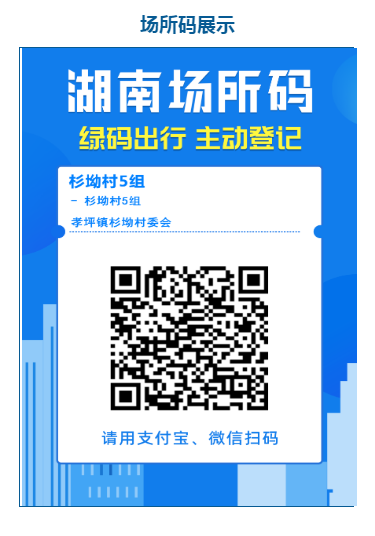 场所码展示
湖南场所码
绿码出行 主动登记
杉坳村5组
- 杉坳村5组
孝坪镇杉坳村委会
请用支付宝、微信扫码